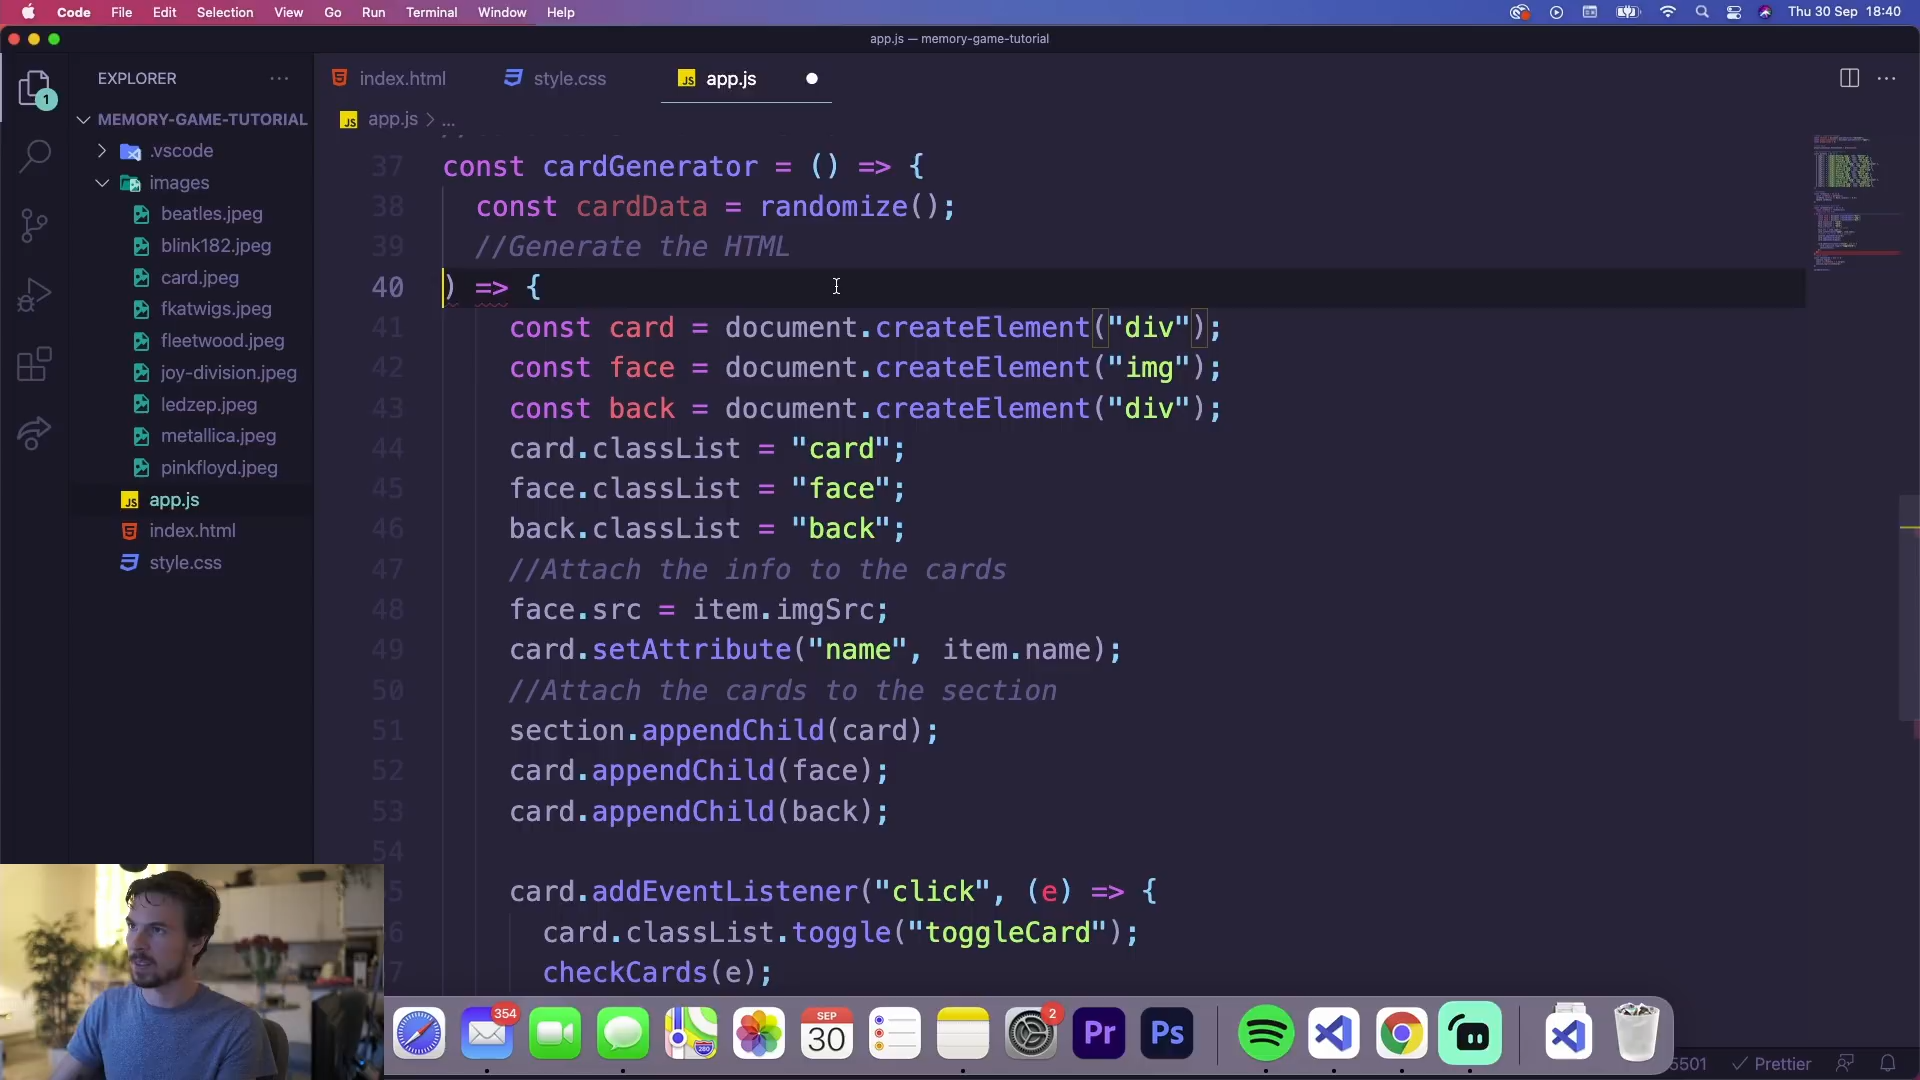 Code File Edit Selection View Go Run Terminal Window Help Thu 30 Sep 18:40
app.js — memory-game-tutorial
EXPLORER
index.html
style.css
app.js
1
MEMORY-GAME-TUTORIAL
app.js > ...
.vscode
images
beatles.jpeg
blink182.jpeg
card.jpeg
fkatwigs.jpeg
fleetwood.jpeg
joy-division.jpeg
ledzep.jpeg
metallica.jpeg
pinkfloyd.jpeg
app.js
index.html
style.css
37 const cardGenerator = () => {
38 const cardData = randomize();
39 //Generate the HTML
40 ) => {
41 const card = document.createElement("div");
42 const face = document.createElement("img");
43 const back = document.createElement("div");
44 card.classList = "card";
45 face.classList = "face";
46 back.classList = "back";
47 //Attach the info to the cards
48 face.src = item.imgSrc;
49 card.setAttribute("name", item.name);
50 //Attach the cards to the section
51 section.appendChild(card);
52 card.appendChild(face);
53 card.appendChild(back);
54
5 card.addEventListener("click", (e) => {
6 card.classList.toggle("toggleCard");
7 checkCards(e);
354
SEP
30
2
Pr
Ps
5501
Prettier